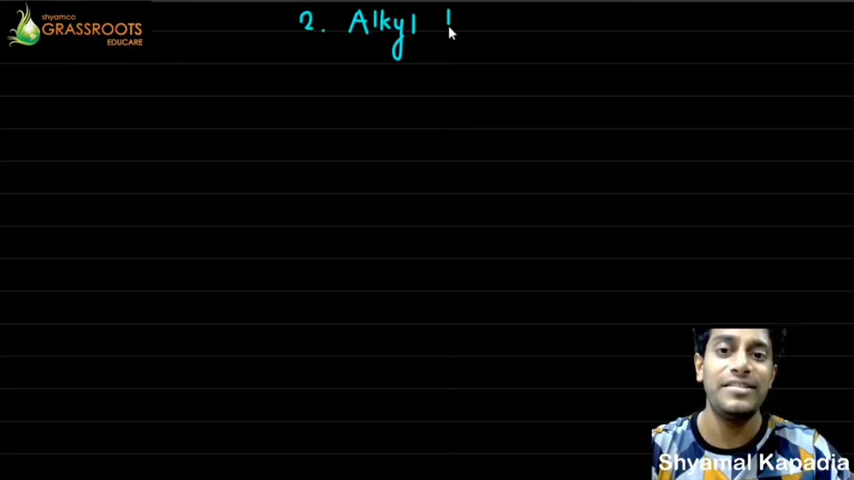 shyamco
GRASSROOTS
EDUCARE
2. Alkyl
Shyamal Kapadia